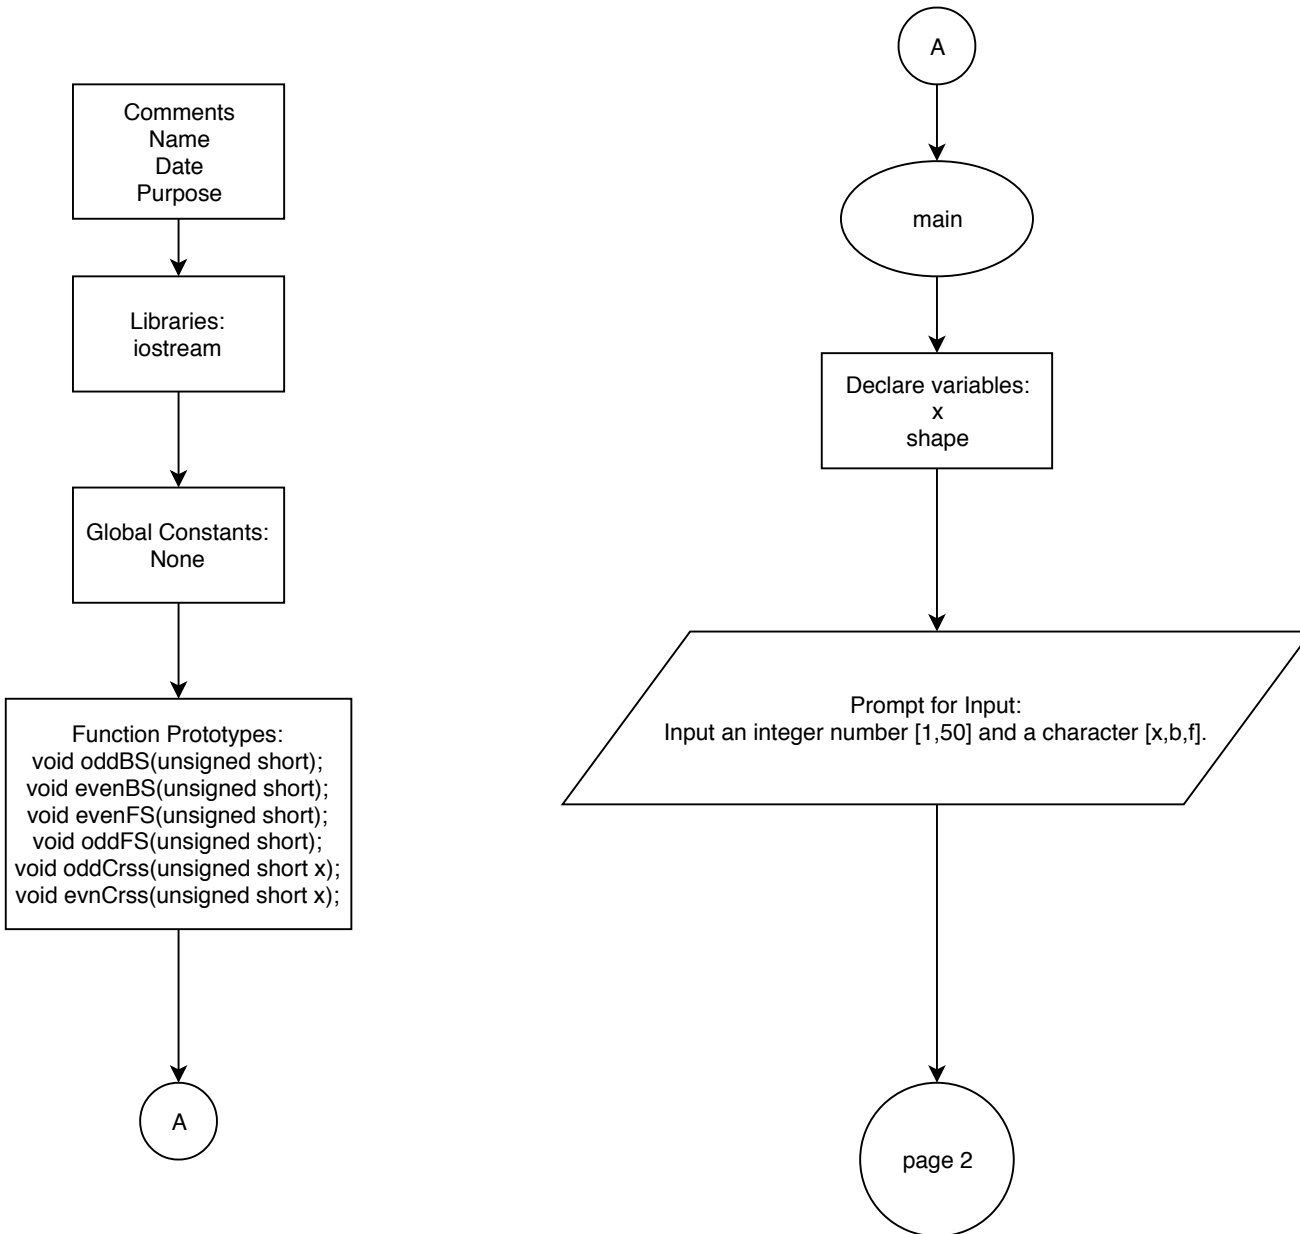 Comments
Name
Date
Purpose
Libraries:
iostream
Global Constants:
None
Function Prototypes:
void oddBS(unsigned short);
void evenBS(unsigned short);
void evenFS(unsigned short);
void oddFS(unsigned short);
void oddCrss(unsigned short x);
void evnCrss(unsigned short x);
A
A
main
Declare variables:
x
shape
Prompt for Input:
Input an integer number [1,50] and a character [x,b,f].
page 2